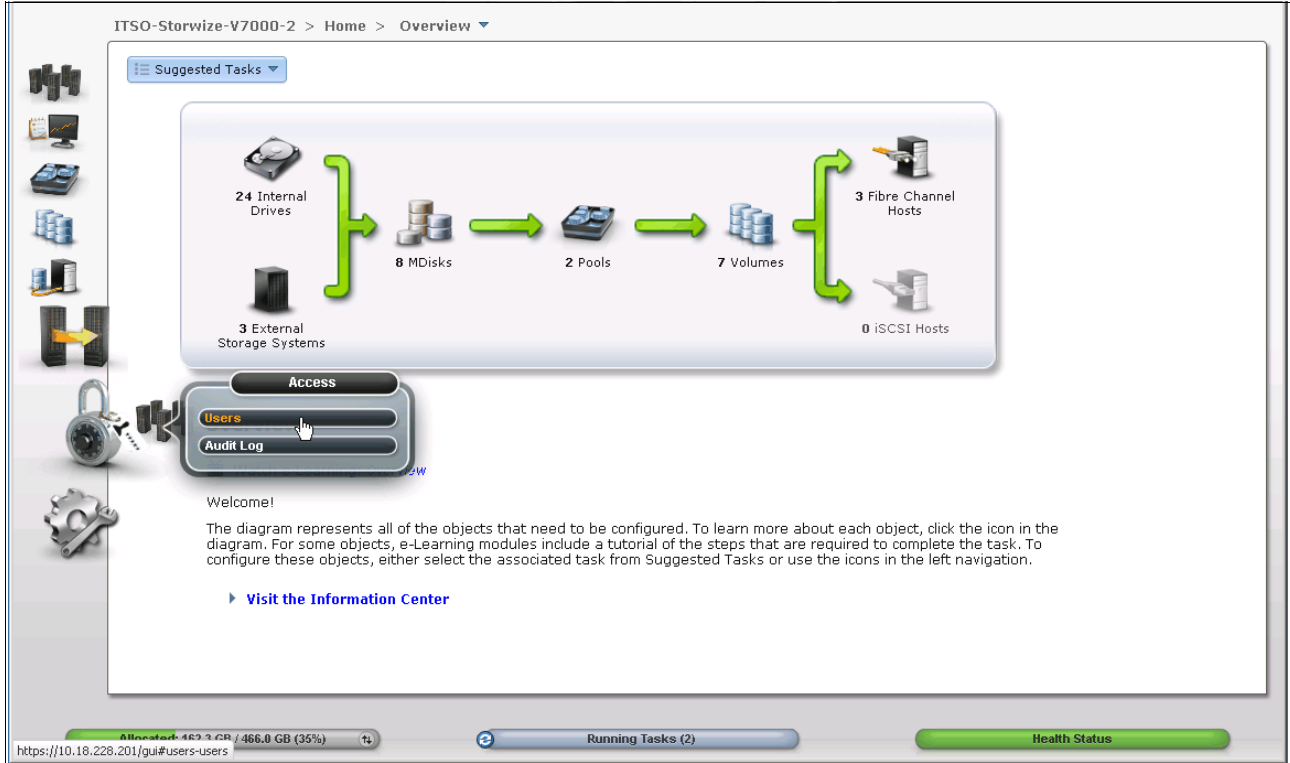 ITSO-Storwize-V7000-2 > Home > Overview
Suggested Tasks
24 Internal
Drives
3 External
Storage Systems
8 MDisks
2 Pools
7 Volumes
3 Fibre Channel
Hosts
0 iSCSI Hosts
Access
Users
Audit Log
Welcome!
The diagram represents all of the objects that need to be configured. To learn more about each object, click the icon in the
diagram. For some objects, e-Learning modules include a tutorial of the steps that are required to complete the task. To
configure these objects, either select the associated task from Suggested Tasks or use the icons in the left navigation.
Visit the Information Center
Allocated: 162.3 GB / 466.0 GB (35%)
Running Tasks (2)
Health Status
https://10.18.228.201/gui#users-users